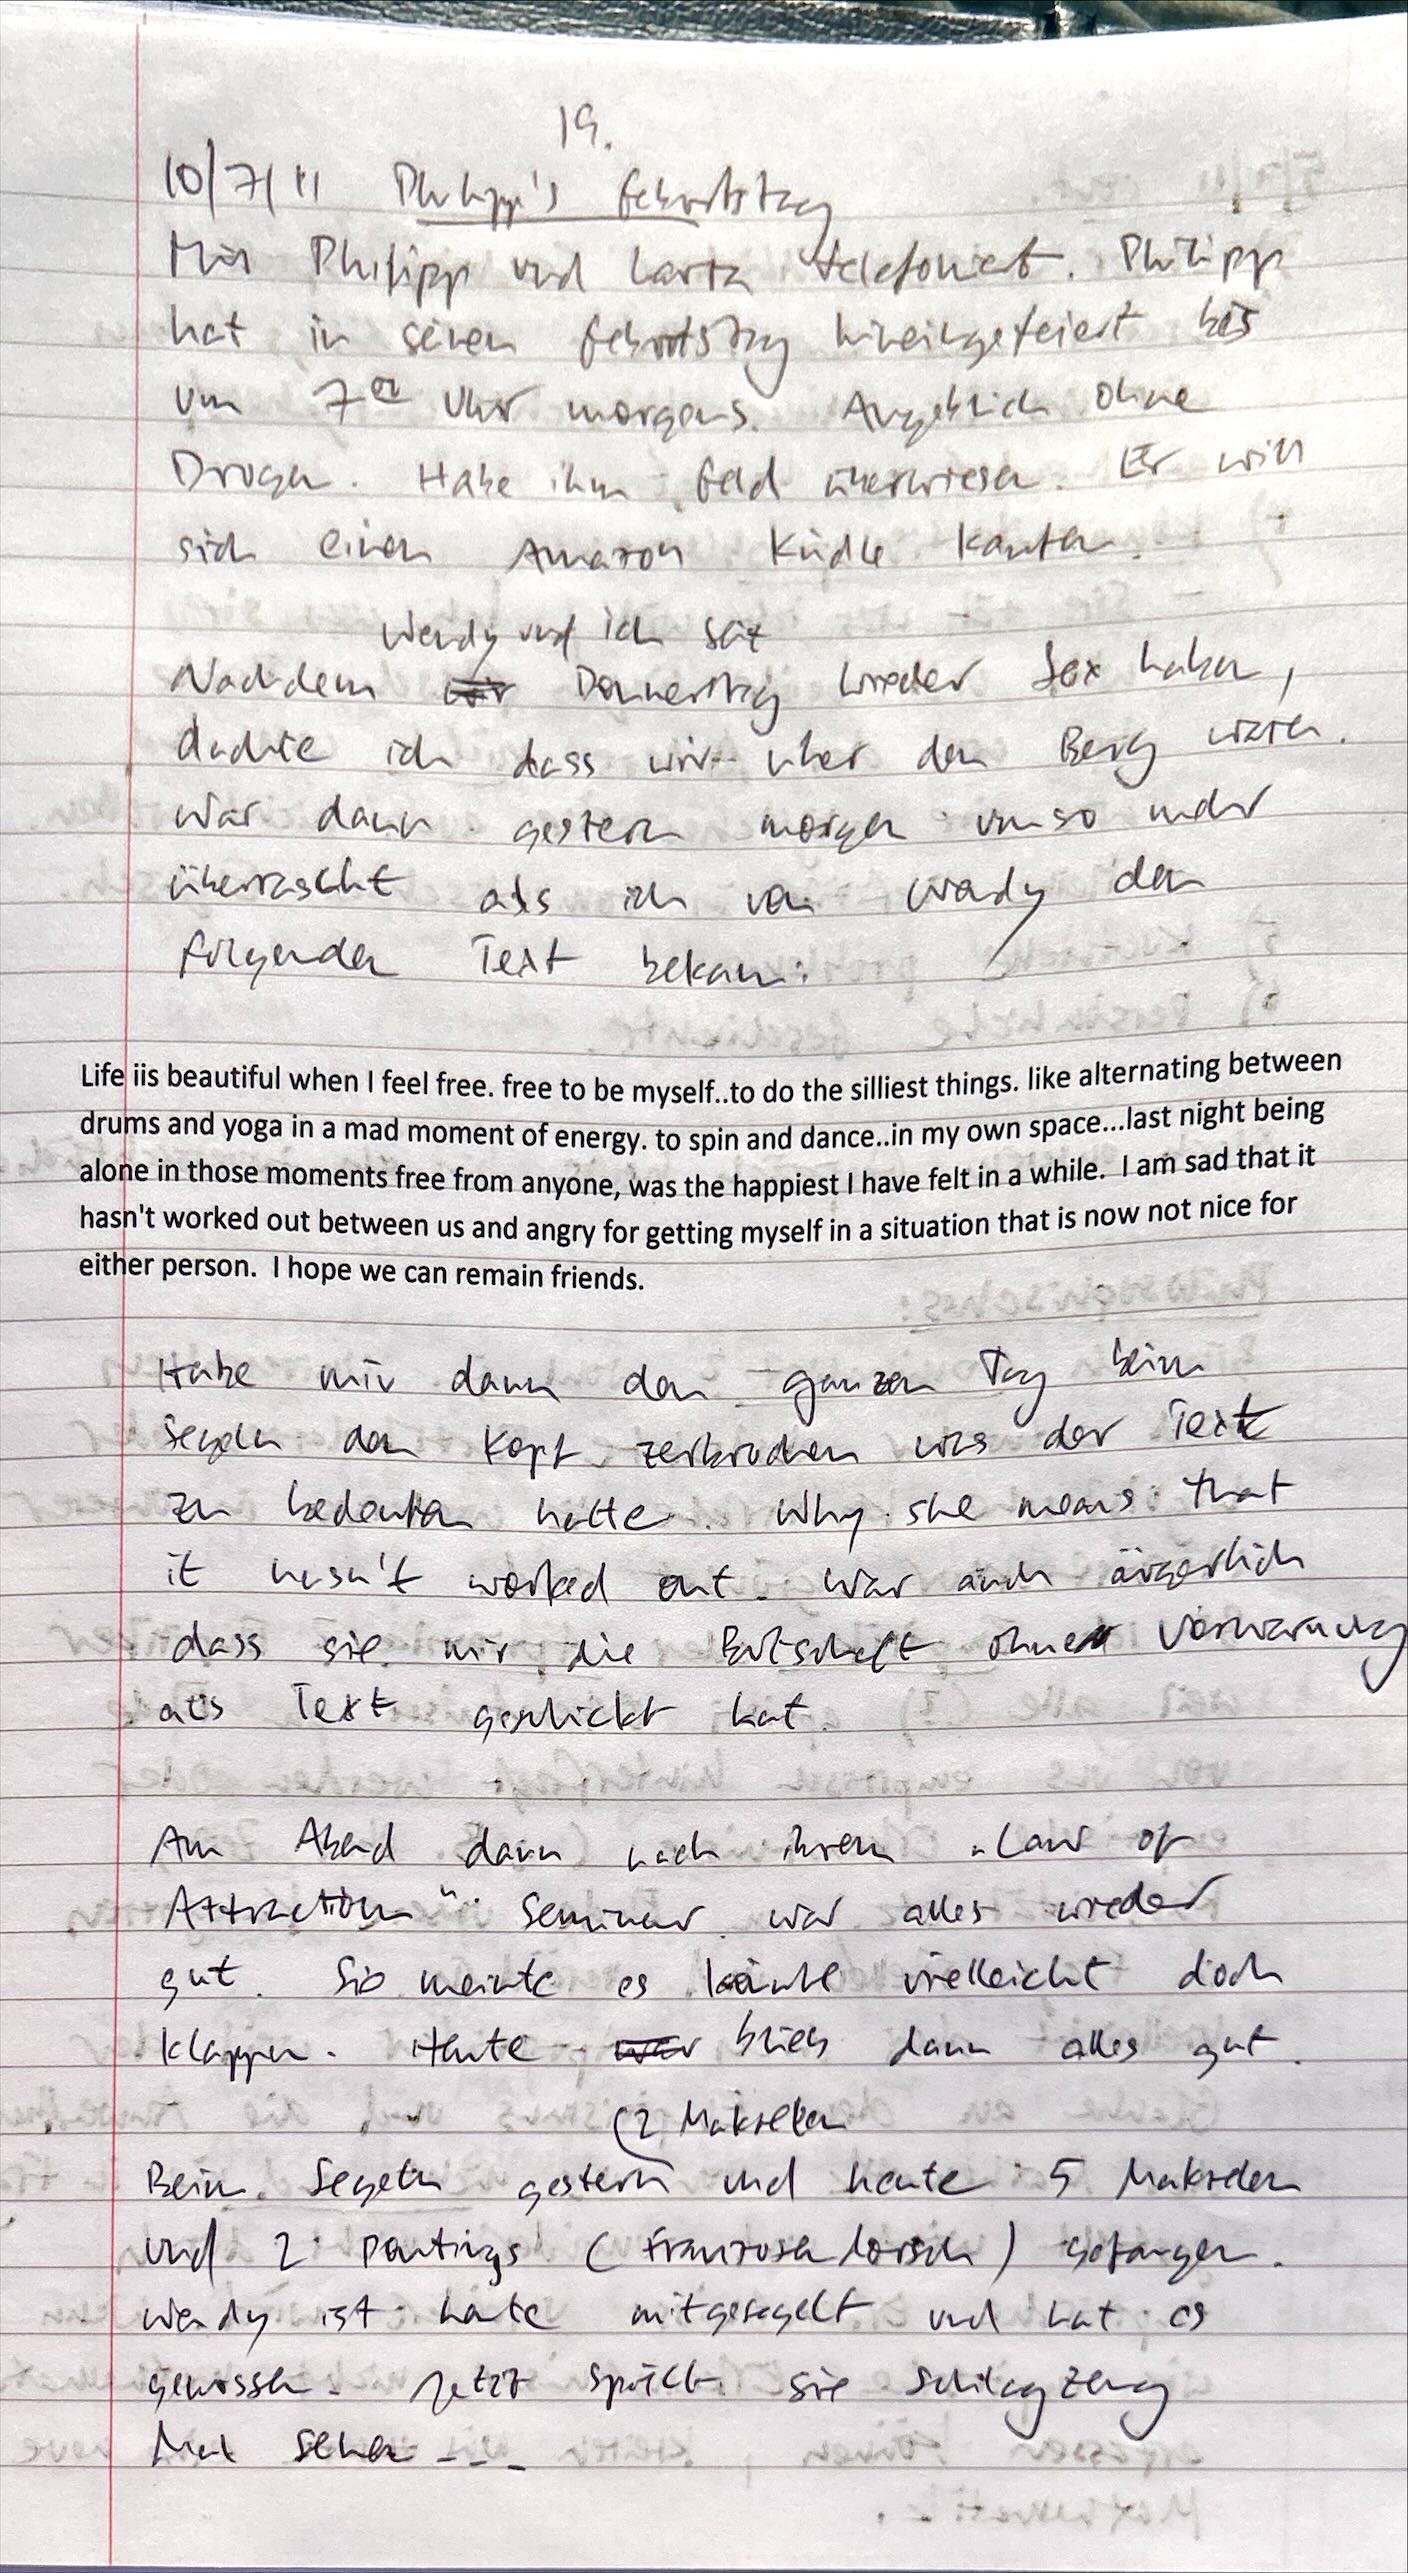 19.
10/7/11 Philipp's Geburtstag
Mit Philipp und Lara telefoniert. Philipp
hat in seinen Geburtstag hineingefeiert bis
um 7 00 Uhr morgens. Angeblich ohne
Drogen. Habe ihm Geld überwiesen. Er will
sich einen Amazon Kindle kaufen.
Wendy und ich seit
Nachdem wir Donnerstag wieder Sex haben,
dachte ich dass wir über den Berg wären.
War dann gestern morgen umso mehr
überrascht als ich von Wendy den
folgenden Text bekam:
Life iis beautiful when I feel free. free to be myself..to do the silliest things. like alternating between
drums and yoga in a mad moment of energy. to spin and dance..in my own space...last night being
alone in those moments free from anyone, was the happiest I have felt in a while.  I am sad that it
hasn't worked out between us and angry for getting myself in a situation that is now not nice for
either person.  I hope we can remain friends.
Habe mir dann den ganzen Tag beim
Segeln den Kopf zerbrochen was der Text
zu bedeuten hatte. Why she means that
it hasn't worked out. War auch ärgerlich
dass sie mir die Botschaft ohne Vorwarnung
als Text geschickt hat.
Am Abend dann nach ihrem "Law of
Attraction" Seminar war alles wieder
gut. Sie meinte es könnte vielleicht doch
klappen. Heute war blieb dann alles gut.
(2 Makrelen
Beim Segeln gestern und heute 5 Makrelen
und 2 poutings (Franzosendorsch) gefangen.
Wendy ist heute mitgesegelt und hat es
genossen. Jetzt spielt sie Schlagzeug
Mal sehen ---